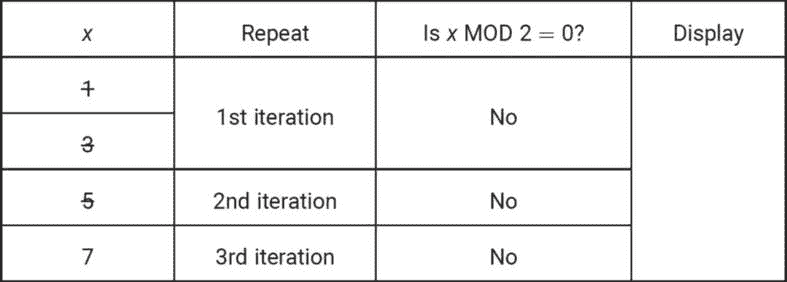 x Repeat Is x MOD 2 = 0? Display
1
1st iteration No
3
5 2nd iteration No
7 3rd iteration No